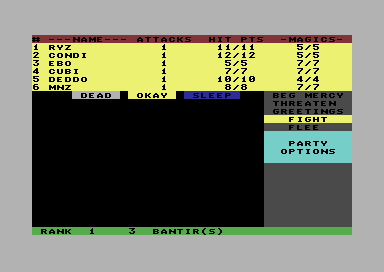 # ---NAME--- ATTACKS HIT PTS -MAGICS-
1 RYZ 1 11/11 5/5
2 CONDI 1 12/12 5/5
3 EBO 1 5/5 7/7
4 CUBI 1 7/7 7/7
5 DEDDO 1 10/10 4/4
6 MNZ 1 8/8 7/7
DEAD OKAY SLEEP BEG MERCY
THREATEN
GREETINGS
FIGHT
FLEE
PARTY
OPTIONS
RANK 1 3 BANTIR(S)